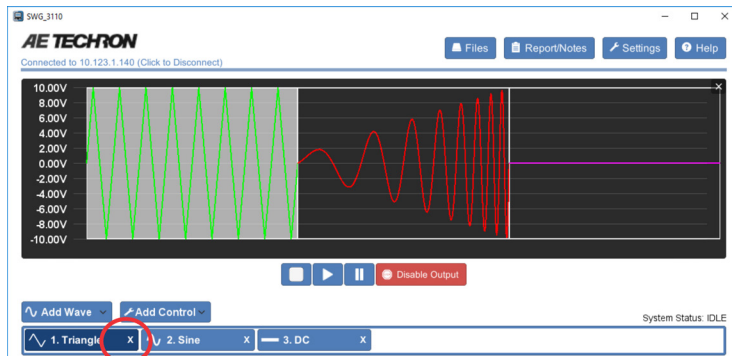 SWG_3110
AE TECHRON
Files Report/Notes Settings Help
Connected to 10.123.1.140 (Click to Disconnect)
10.00V
8.00V
6.00V
4.00V
2.00V
0.00V
-2.00V
-4.00V
-6.00V
-8.00V
-10.00V
Disable Output
Add Wave Add Control
System Status: IDLE
1. Triangle X 2. Sine X 3. DC X